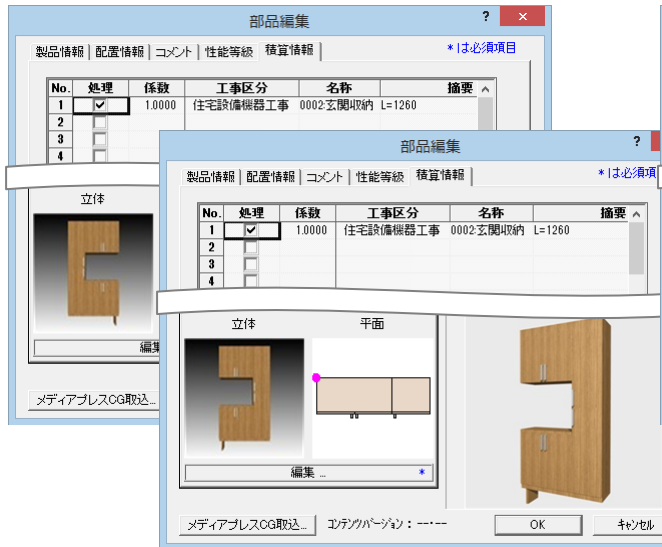 部品編集 ? ×
製品情報 配置情報 コメント 性能等級 積算情報 *は必須項目
No. 処理 係数 工事区分 名称 摘要
1 1.0000 住宅設備機器工事 0002:玄関収納 L=1260
2
3
4
立体
編集
メディアプレスCG取込...
部品編集 ?
製品情報 配置情報 コメント 性能等級 積算情報 *は必須項
No. 処理 係数 工事区分 名称 摘要
1 1.0000 住宅設備機器工事 0002:玄関収納 L=1260
2
3
4
立体 平面
編集 ... *
メディアプレスCG取込... コンテンツバージョン：--.-- OK キャンセル